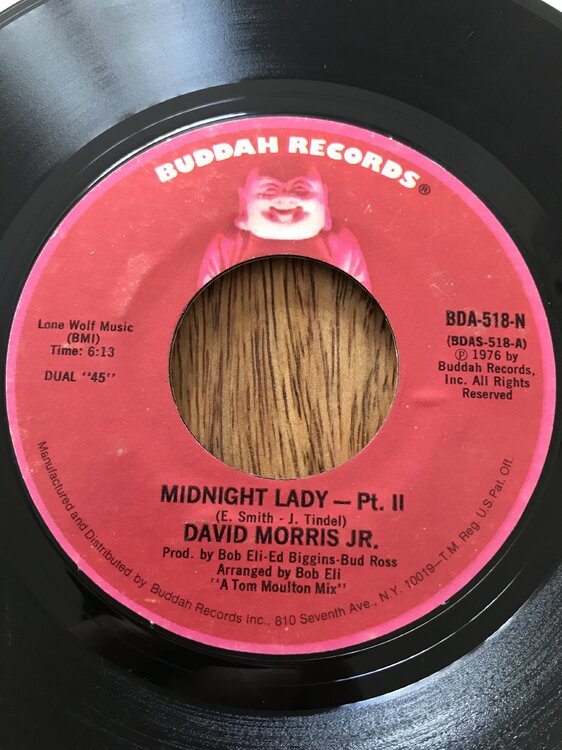 BUDDAH RECORDS®
Lone Wolf Music
(BMI)
Time: 6:13
DUAL "45"
BDA-518-N
(BDAS-518-A)
℗ 1976 by
Buddah Records,
Inc. All Rights
Reserved
MIDNIGHT LADY — Pt. II
(E. Smith - J. Tindel)
DAVID MORRIS JR.
Prod. by Bob Eli-Ed Biggins-Bud Ross
Arranged by Bob Eli
"A Tom Moulton Mix"
Manufactured and Distributed by Buddah Records Inc., 810 Seventh Ave., N.Y. 10019—T.M. Reg. U.S. Pat. Off.